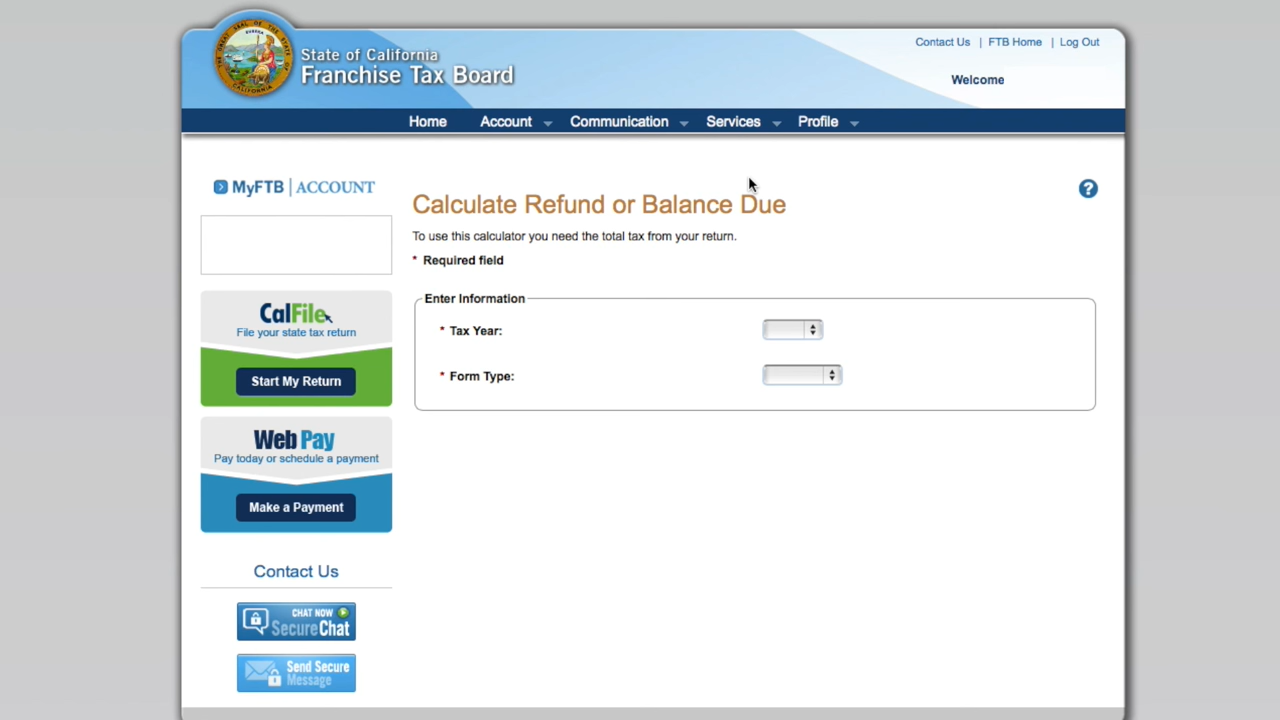 State of California
Franchise Tax Board
Contact Us | FTB Home | Log Out
Welcome
Home Account Communication Services Profile
MyFTB | ACCOUNT
Calculate Refund or Balance Due
?
To use this calculator you need the total tax from your return.
* Required field
Enter Information
* Tax Year:
* Form Type:
CalFile
File your state tax return
Start My Return
Web Pay
Pay today or schedule a payment
Make a Payment
Contact Us
CHAT NOW
SecureChat
Send Secure
Message